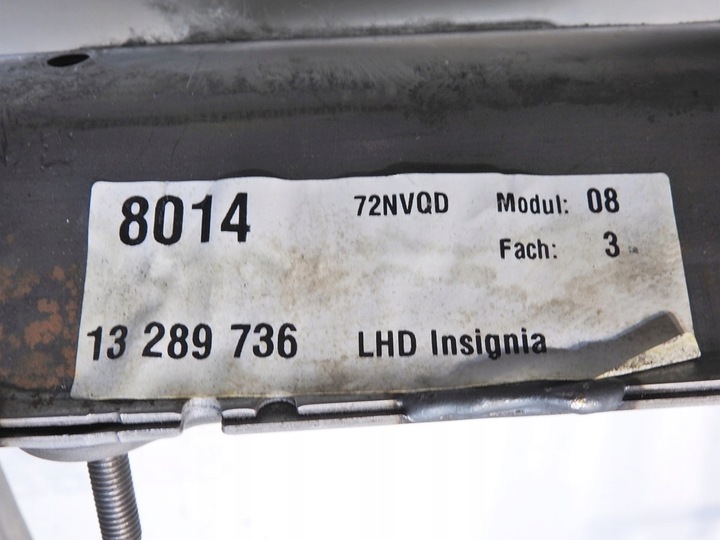 8014 72NVQD Modul: 08
Fach: 3
13 289 736 LHD Insignia